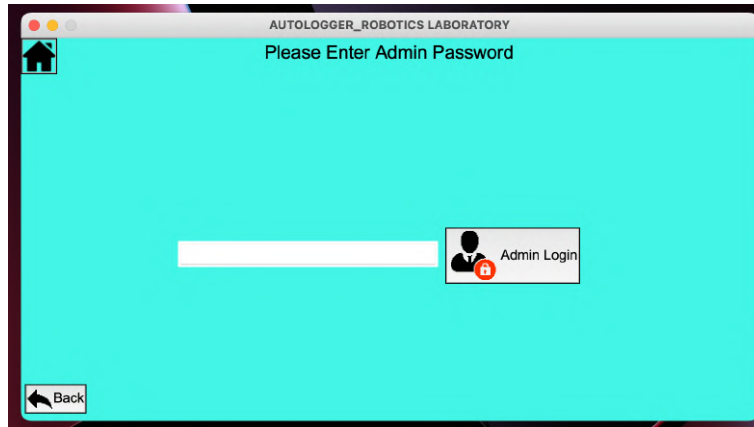 AUTOLOGGER_ROBOTICS LABORATORY
Please Enter Admin Password
Admin Login
Back